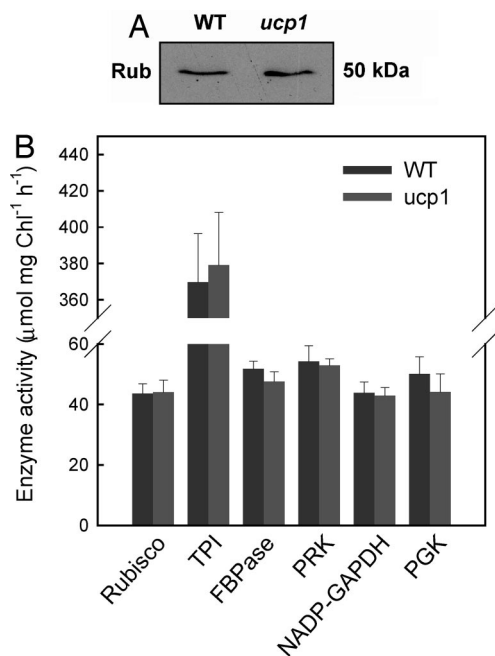 A
WT ucp1
Rub 50 kDa
B
440
420
400
380
360
60
40
20
0
Enzyme activity (μmol mg Chl⁻¹ h⁻¹)
WT
ucp1
Rubisco
TPI
FBPase
PRK
NADP-GAPDH
PGK